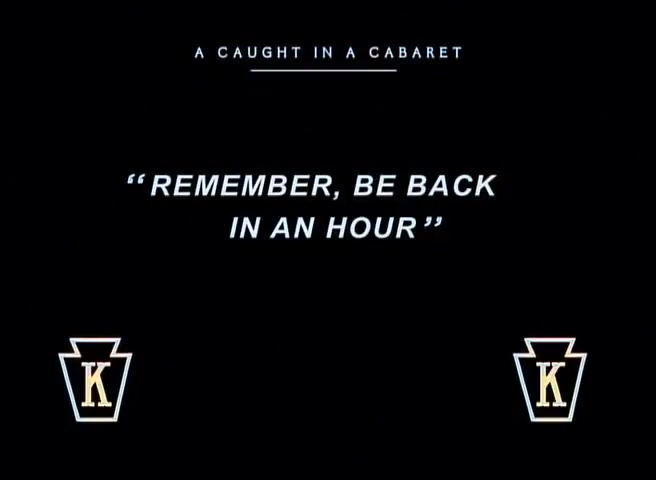 A CAUGHT IN A CABARET
“REMEMBER, BE BACK
IN AN HOUR”
K K